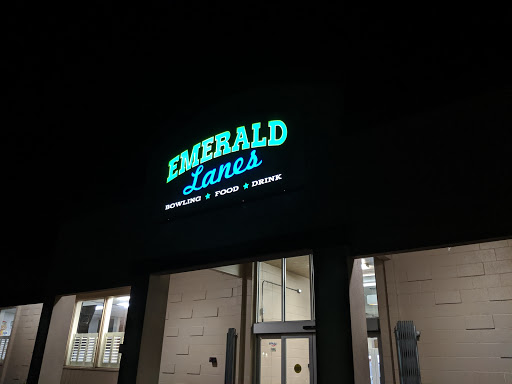 EMERALD
Lanes
BOWLING ★ FOOD ★ DRINK